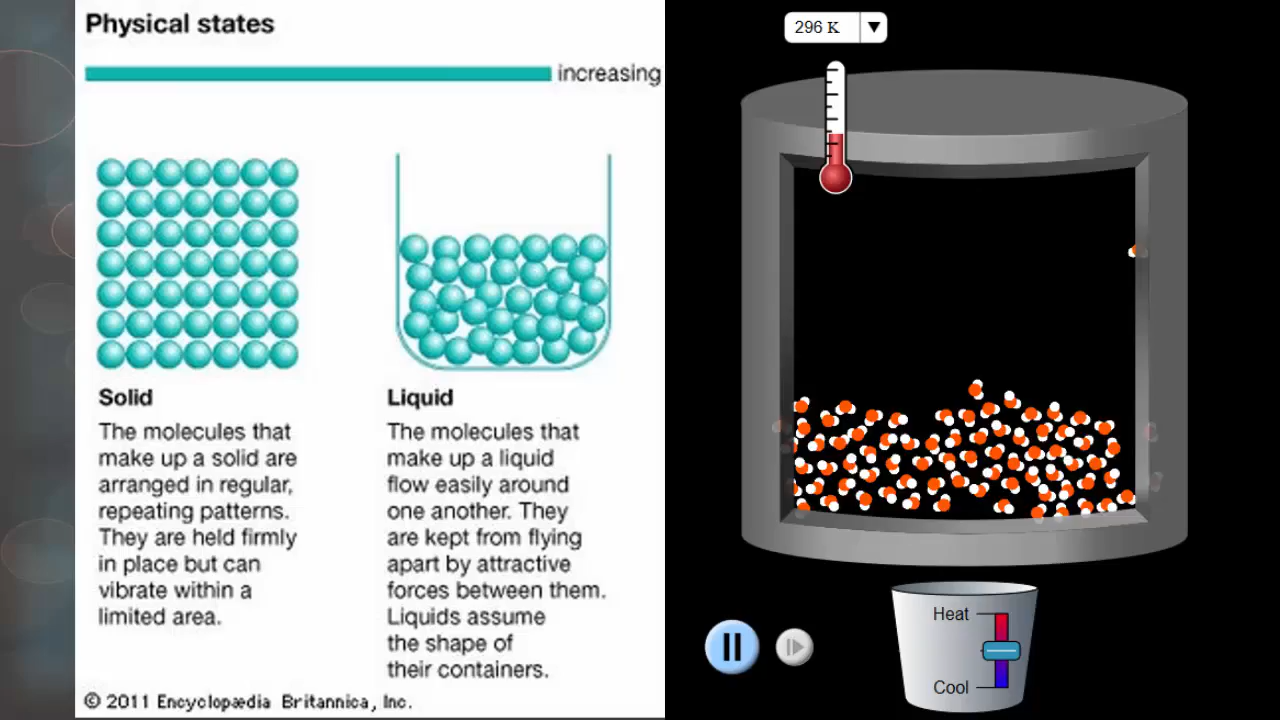 Physical states
increasing
Solid
The molecules that
make up a solid are
arranged in regular,
repeating patterns.
They are held firmly
in place but can
vibrate within a
limited area.
Liquid
The molecules that
make up a liquid
flow easily around
one another. They
are kept from flying
apart by attractive
forces between them.
Liquids assume
the shape of
their containers.
© 2011 Encyclopædia Britannica, Inc.
296 K
Heat
Cool